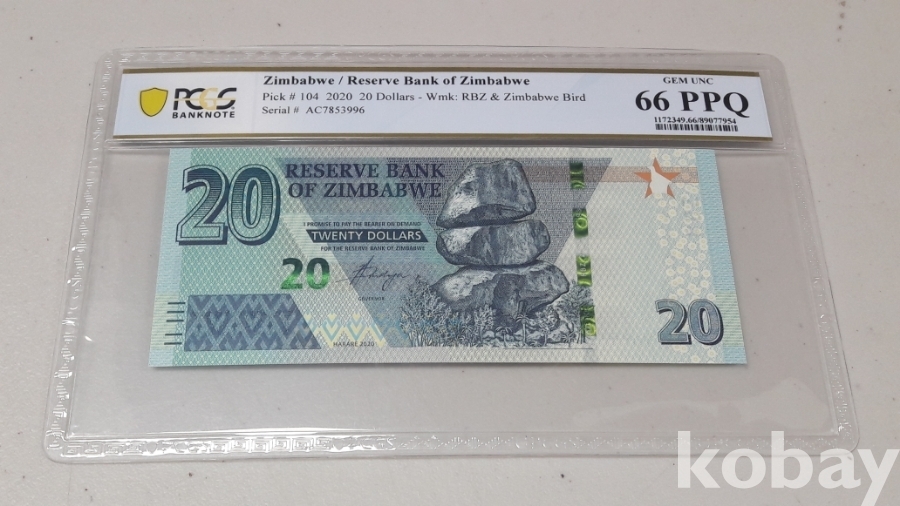 Zimbabwe / Reserve Bank of Zimbabwe
Pick # 104 2020 20 Dollars - Wmk: RBZ & Zimbabwe Bird
Serial # AC7853996
PCGS
BANKNOTE
GEM UNC
66 PPQ
1172349.66/89077954
20
RESERVE BANK
OF ZIMBABWE
I PROMISE TO PAY THE BEARER ON DEMAND
TWENTY DOLLARS
FOR THE RESERVE BANK OF ZIMBABWE
20
GOVERNOR
HARARE 2020
20
kobay